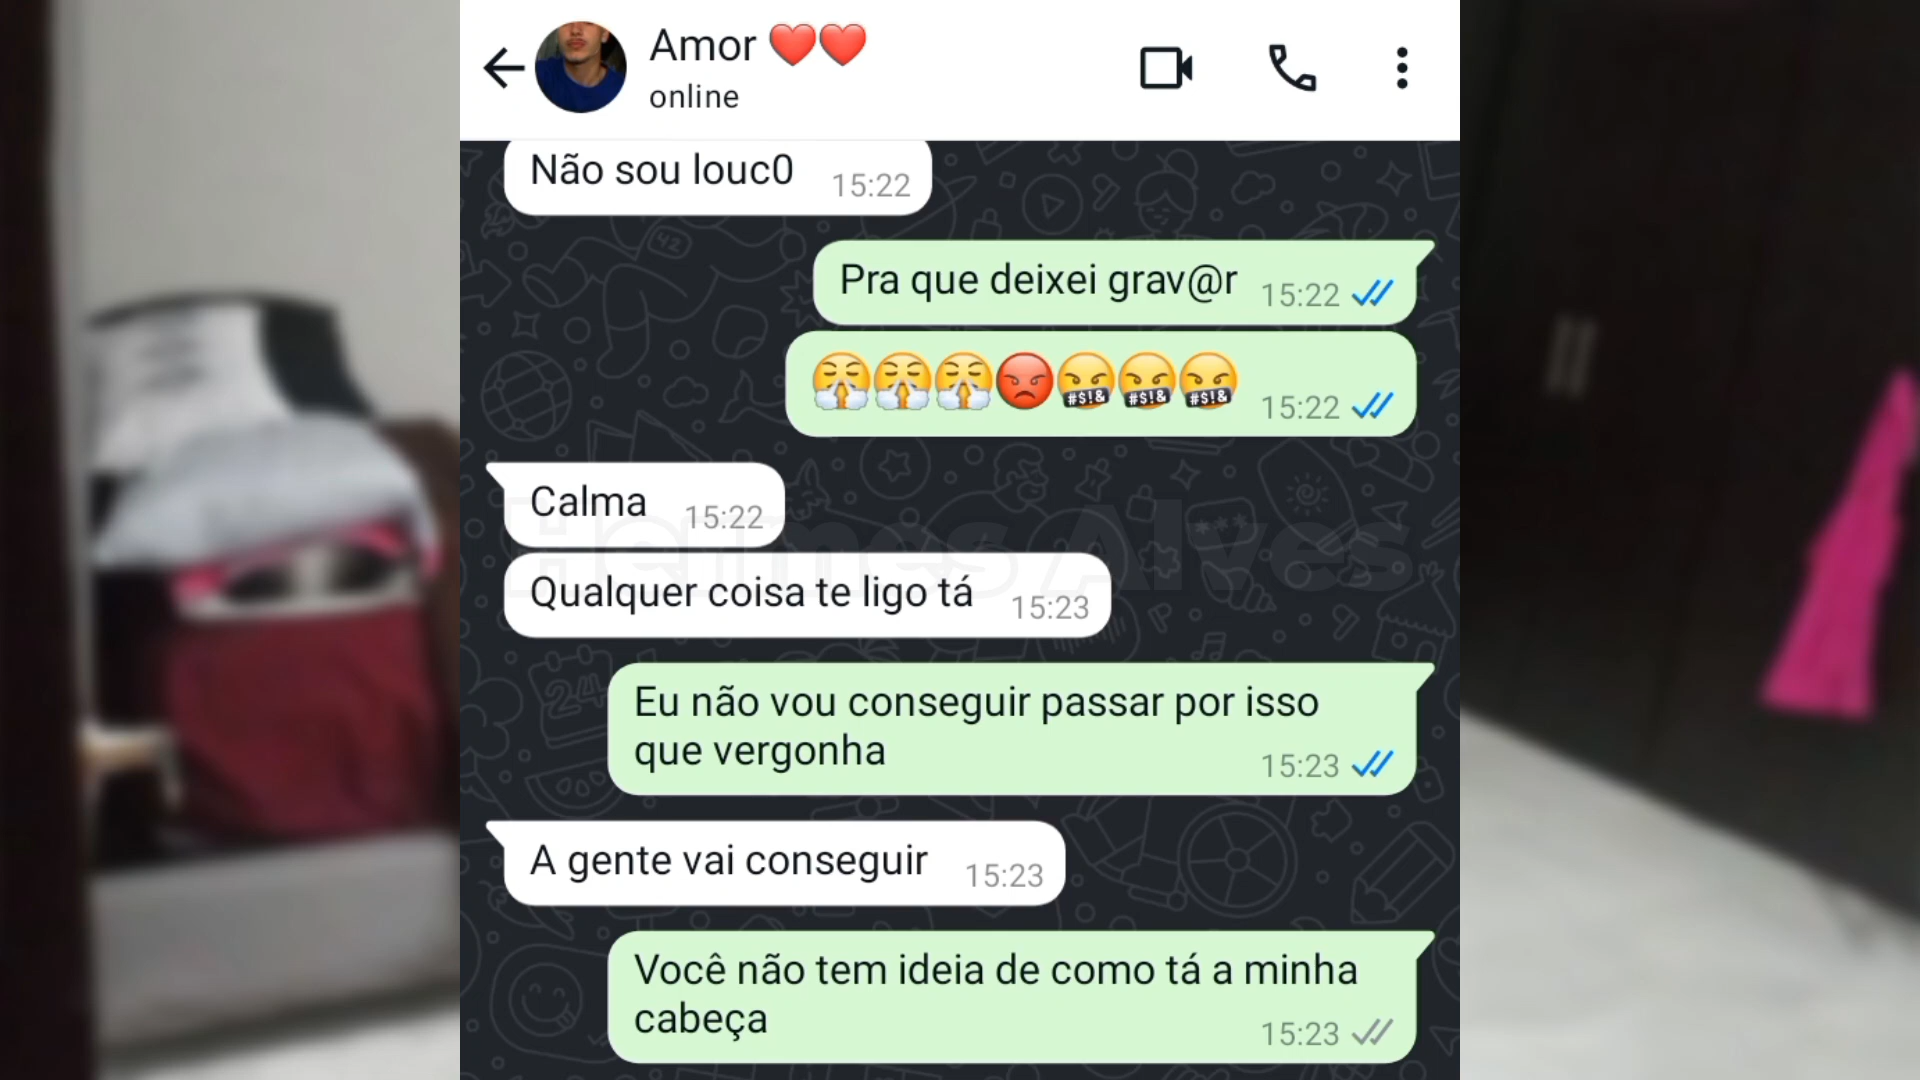 Amor ❤️❤️
online
Não sou louc0 15:22
Pra que deixei grav@r 15:22
😤😤😤😡🤬🤬🤬 15:22
Calma 15:22
Hermes Alves
Qualquer coisa te ligo tá 15:23
Eu não vou conseguir passar por isso
que vergonha 15:23
A gente vai conseguir 15:23
Você não tem ideia de como tá a minha
cabeça 15:23